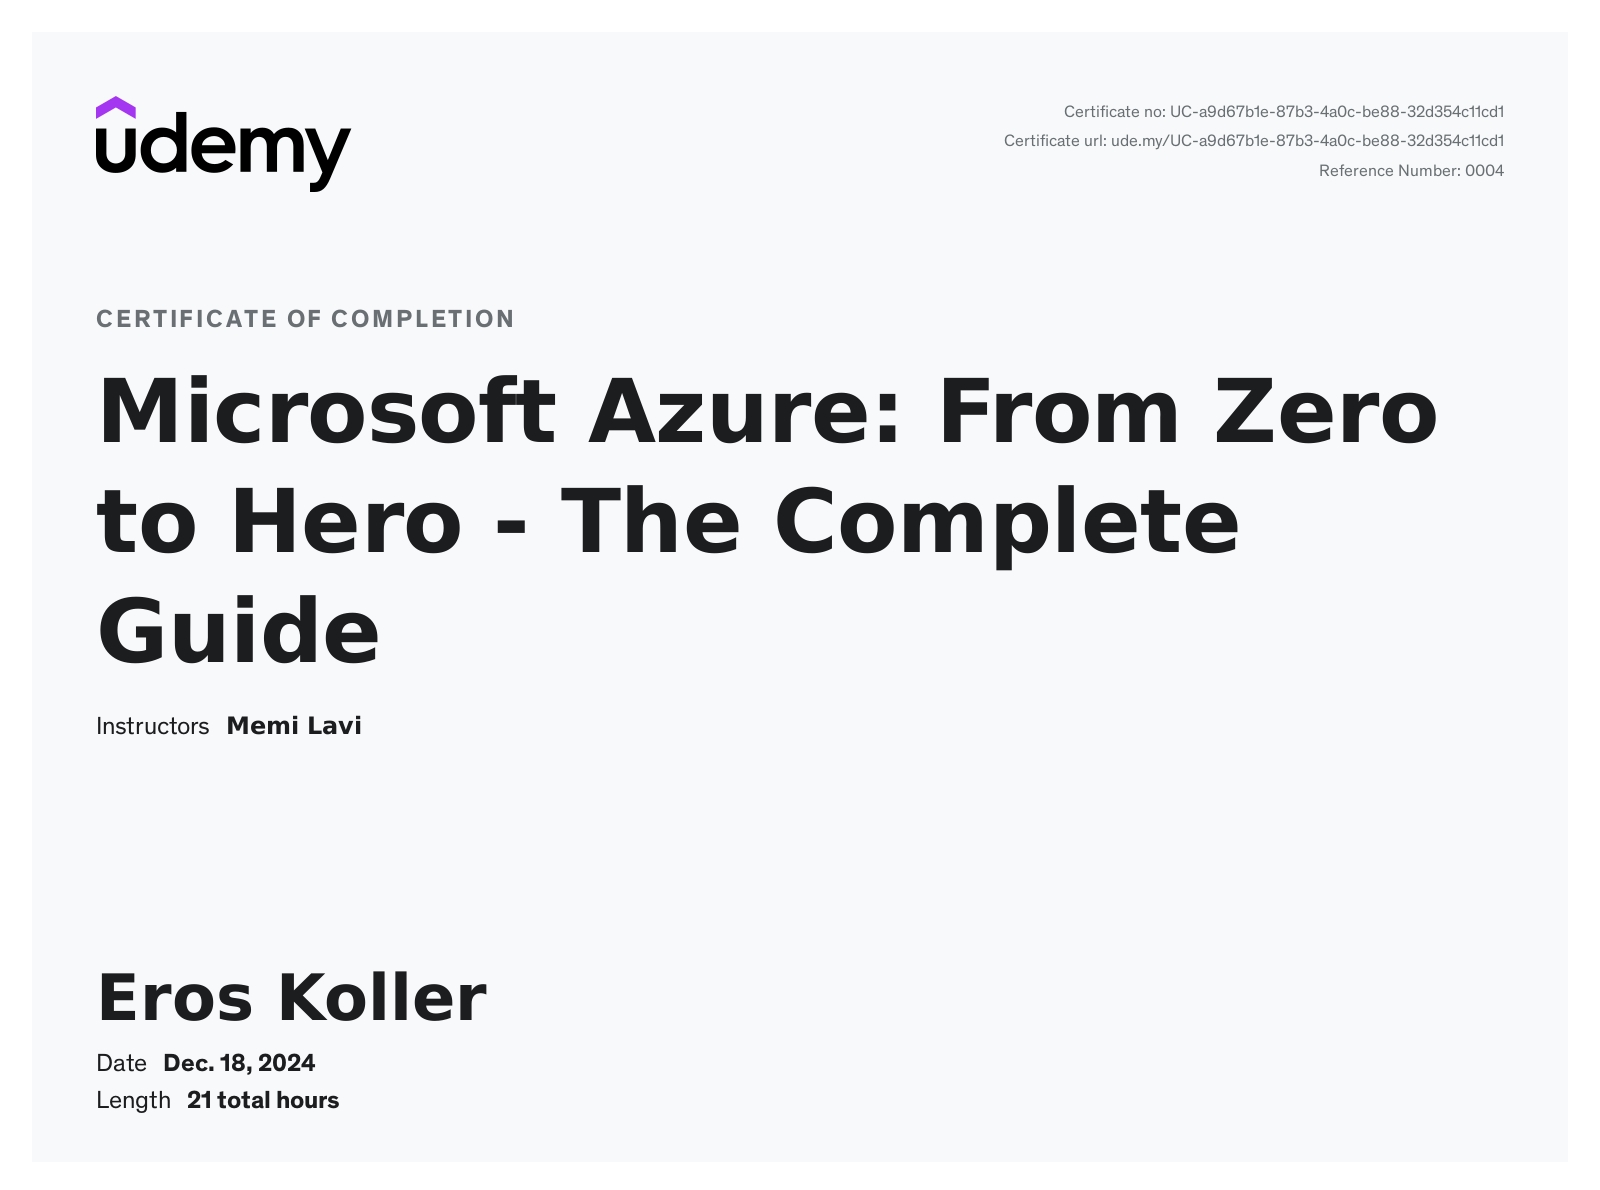 udemy
Certificate no: UC-a9d67b1e-87b3-4a0c-be88-32d354c11cd1
Certificate url: ude.my/UC-a9d67b1e-87b3-4a0c-be88-32d354c11cd1
Reference Number: 0004
CERTIFICATE OF COMPLETION
Microsoft Azure: From Zero
to Hero - The Complete
Guide
Instructors Memi Lavi
Eros Koller
Date Dec. 18, 2024
Length 21 total hours